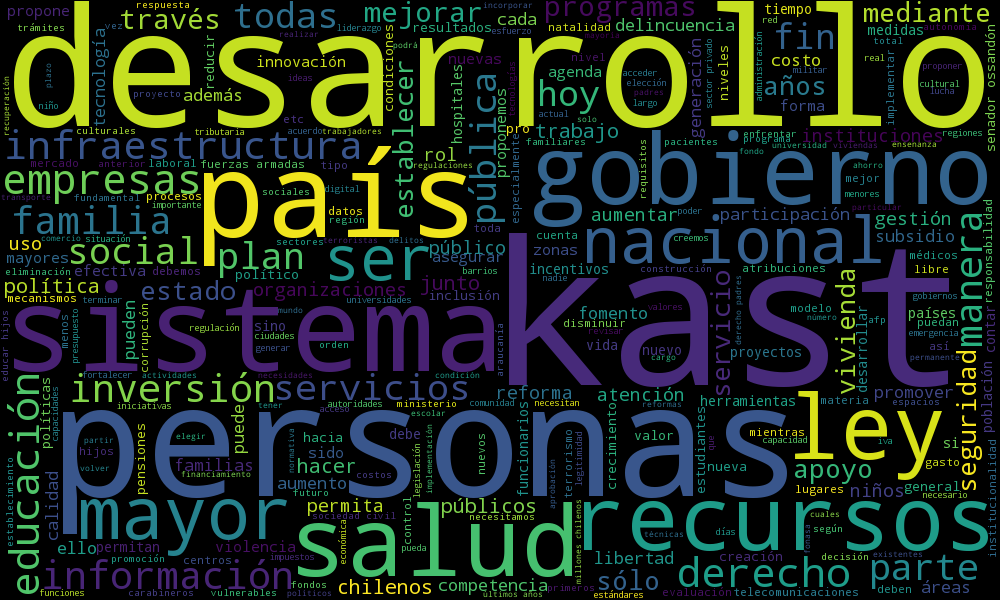 desarrollo
país
gobierno
kast
sistema
personas
ley
mayor
salud
recursos
educación
información
derecho
parte
inversión
servicios
infraestructura
empresas
familia
social
plan
ser
nacional
pública
establecer
hoy
todas
través
mejorar
programas
mediante
fin
años
manera
seguridad
vivienda
servicio
apoyo
estado
política
uso
mayores
efectiva
político
público
asegurar
junto
organizaciones
inclusión
rol
fuerzas armadas
propone
trámites
respuesta
vez
tecnología
reducir
innovación
además
ideas
realizar
liderazgo
podrá
condiciones
resultados
esfuerzo
incorporar
cada
nuevas
hospitales
agenda
natalidad
nivel
delincuencia
generación
niveles
sector privado
tiempo
costo
forma
medidas
total
real
implementar
proponer
cultural
lucha
autonomía
red
administración
militar
senador ossandón
recuperación
niño
plazo
proyecto
etc
acuerdo
trabajadores
culturales
tributaria
mercado
anterior
laboral
fundamental
procesos
importante
transporte
tipo
regulaciones
sociales
digital
datos
región
toda
sectores
terroristas
delitos
barrios
proponemos
especialmente
pro
trabajo
familiares
actual
solo
largo
acceder
elección
padres
tecnologías
mayoría
requisitos
pacientes
enfrentar
fondo
progreso
universidad
instituciones
viviendas
ahorro
mejor
menores
enseñanza
regiones
particular
aumentar
participación
poder
cuenta
zonas
creemos
gestión
subsidio
médicos
libre
responsabilidad
incentivos
nadie
construcción
atribuciones
fomento
disminuir
valores
revisar
vida
nuevo
cargo
derecho padres
modelo
número
proyectos
afp
desarrollar
países
puedan
gobiernos
emergencia
así
permanente
contar
población
comercio
situación
eliminación
debemos
mecanismos
terminar
menos
presupuesto
pueden
corrupción
regulación
sino
ciudades
mundo
orden
generar
universidades
araucanía
educar hijos
fortalecer
actividades
necesidades
condición
políticas
capacidades
iniciativas
pensiones
puede
tener
acceso
autoridades
ministerio
escolar
comunidad
necesitan
reforma
reformas
atención
herramientas
materia
promover
espacios
capacidad
mientras
iva
gasto
si
general
necesario
institucionalidad
partir
hijos
volver
elegir
familias
financiamiento
normativa
hacia
sido
hacer
costos
debe
legislación
implementación
nuevos
funcionarios
crecimiento
terrorismo
legitimidad
valor
estudiantes
que
nueva
lugares
niños
establecimiento
calidad
aumento
futuro
permita
sociedad civil
control
públicos
necesitamos
aprobación
técnicas
días
cuales
según
fonasa
ello
permitan
promoción
violencia
centros
impuestos
económica
pueda
millones chilenos
libertad
creación
decisión
existentes
deben
áreas
funciones
carabineros
vulnerables
fondos
políticos
chilenos
competencia
últimos años
primeros
estándares
sólo
evaluación
telecomunicaciones